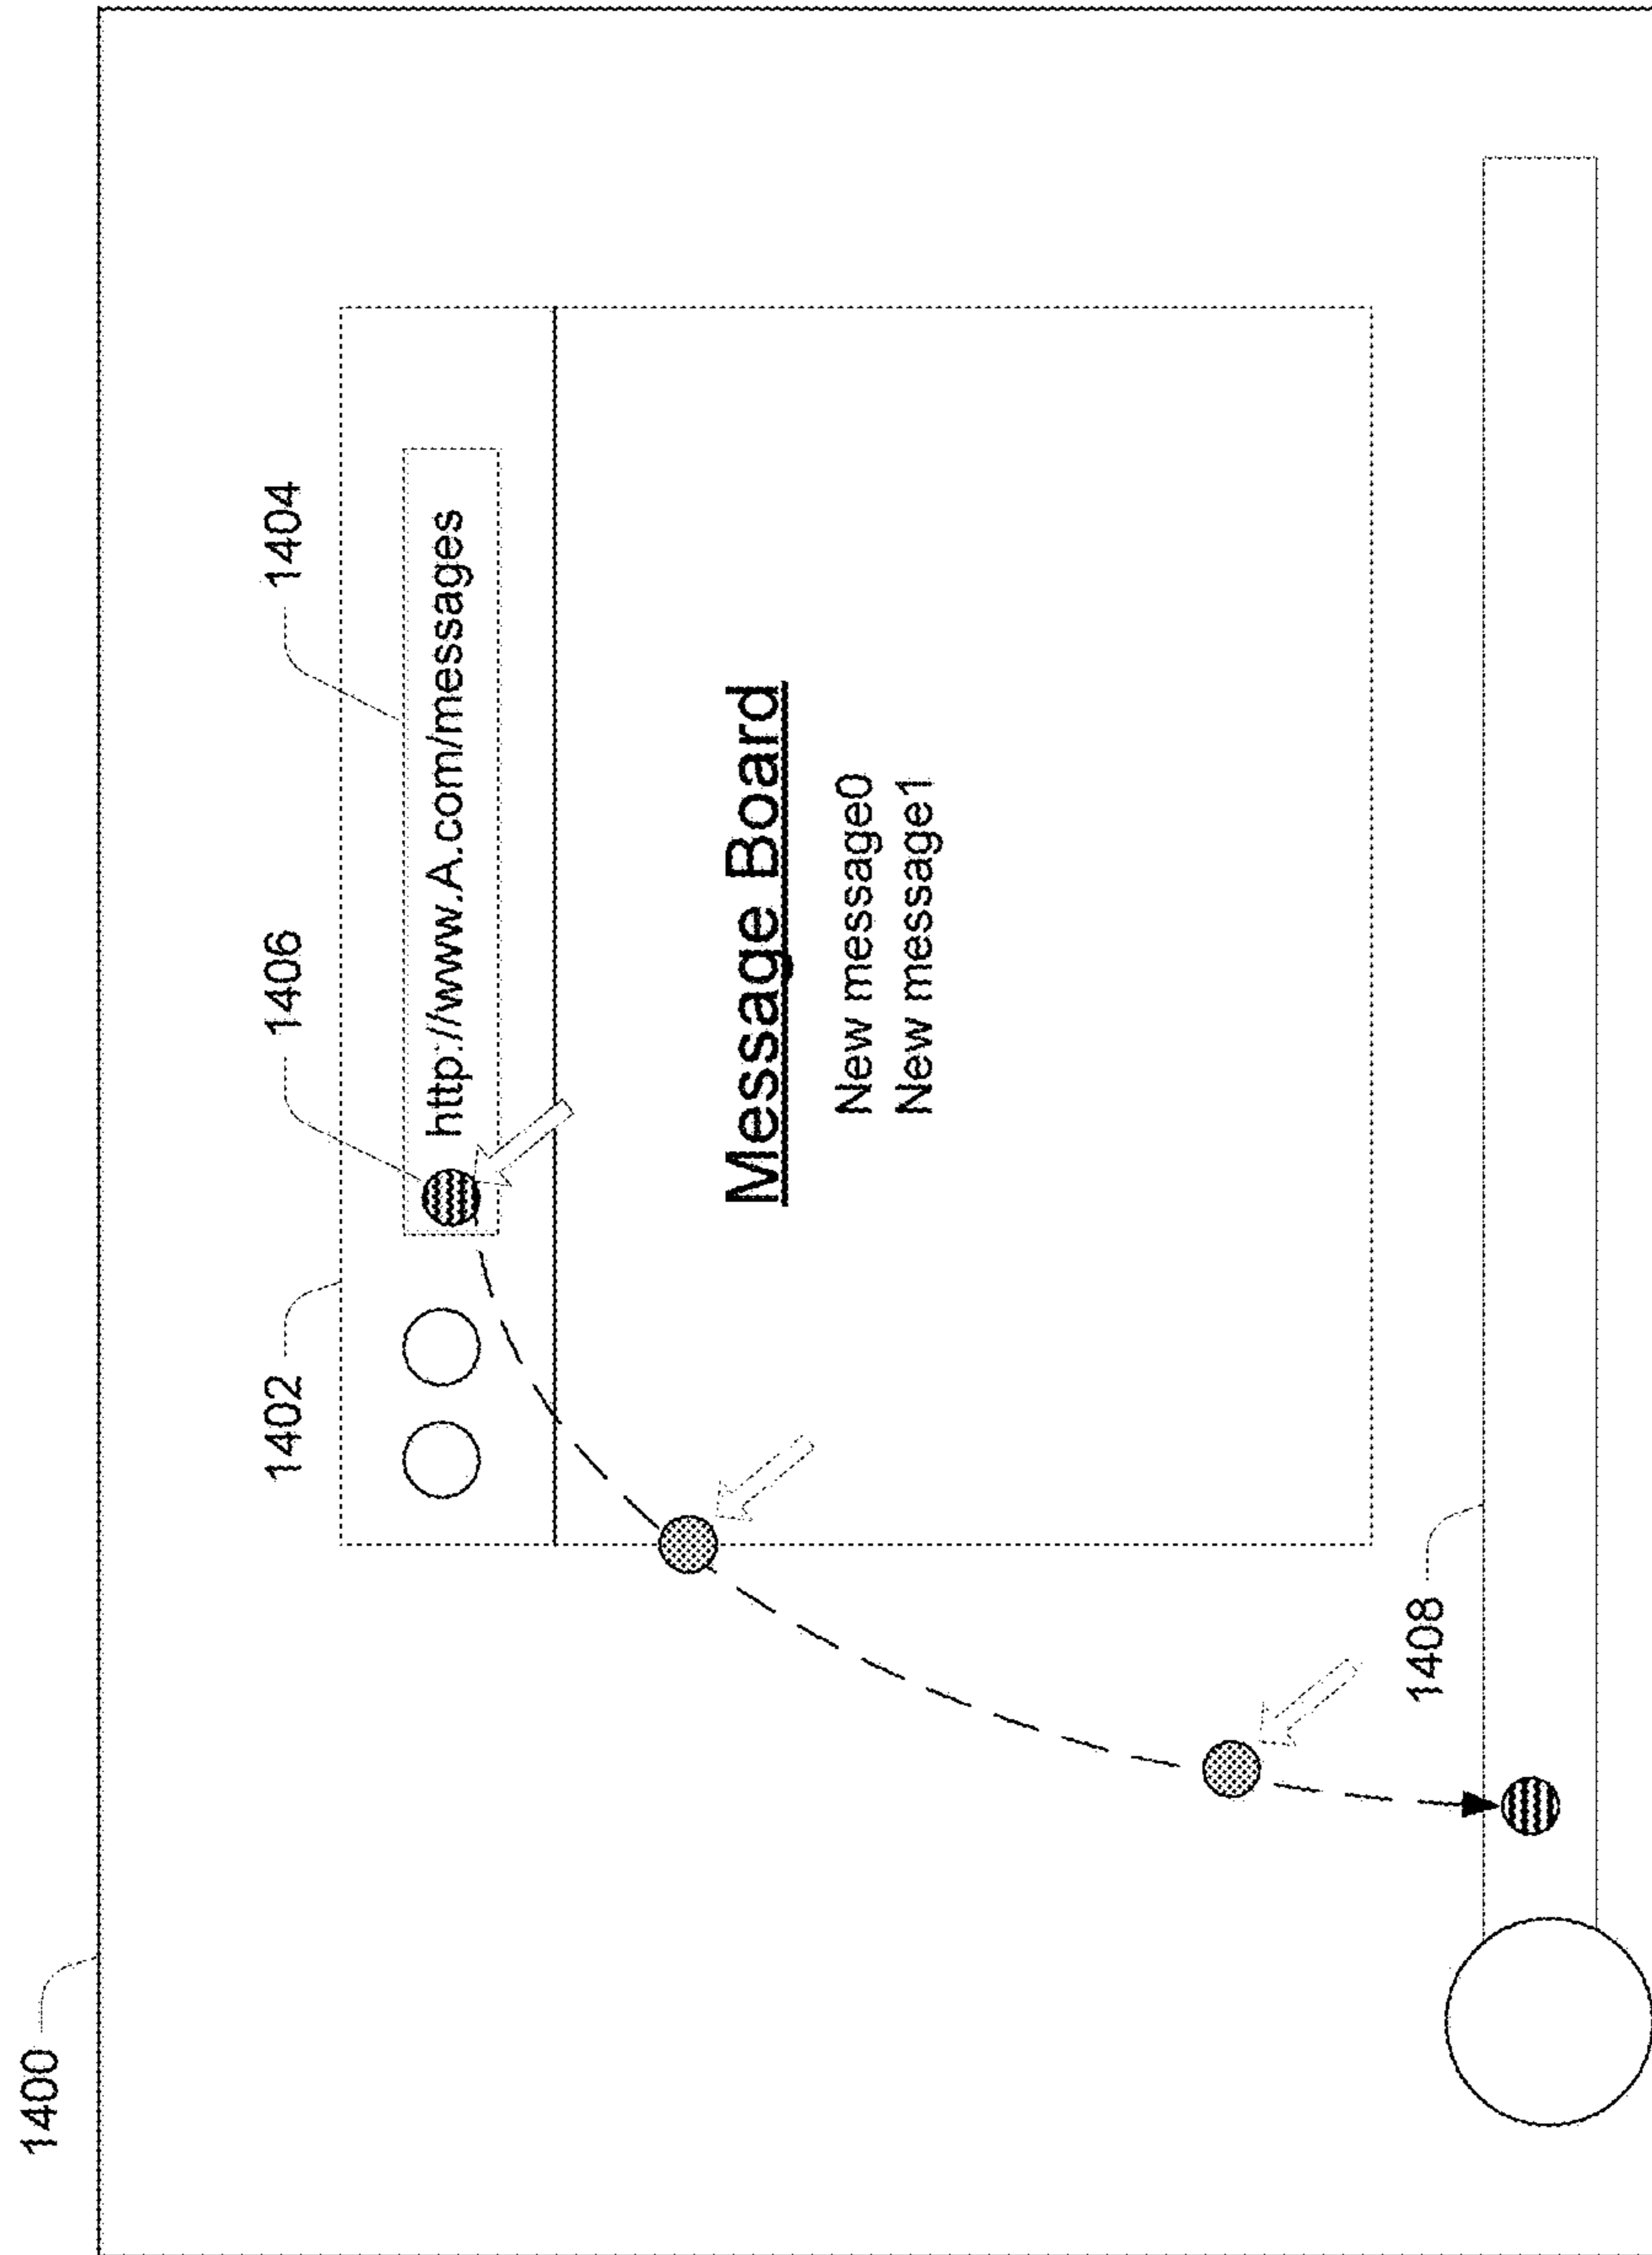 1400
1402
1406
1404
http://www.A.com/messages
Message Board
New message0
New message1
1408